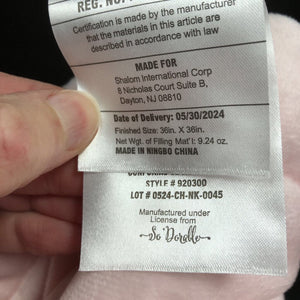 REG. NO.
Certification is made by the manufacturer
that the materials in this article are
described in accordance with law
MADE FOR
Shalom International Corp
8 Nicholas Court Suite B,
Dayton, NJ 08810
Date of Delivery: 05/30/2024
Finished Size: 36in. X 36in.
Net Wgt. of Filling Mat'l: 9.24 oz.
MADE IN NINGBO CHINA
STYLE # 920300
LOT # 0524-CH-NK-0045
Manufactured under
License from
So'Dorable